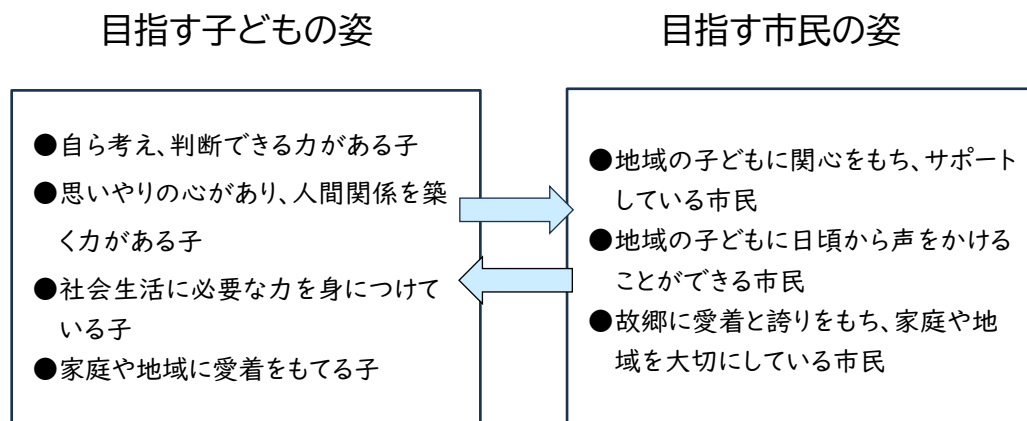 目指す子どもの姿
●自ら考え、判断できる力がある子
●思いやりの心があり、人間関係を築
く力がある子
●社会生活に必要な力を身につけて
いる子
●家庭や地域に愛着をもてる子
目指す市民の姿
●地域の子どもに関心をもち、サポート
している市民
●地域の子どもに日頃から声をかける
ことができる市民
●故郷に愛着と誇りをもち、家庭や地
域を大切にしている市民